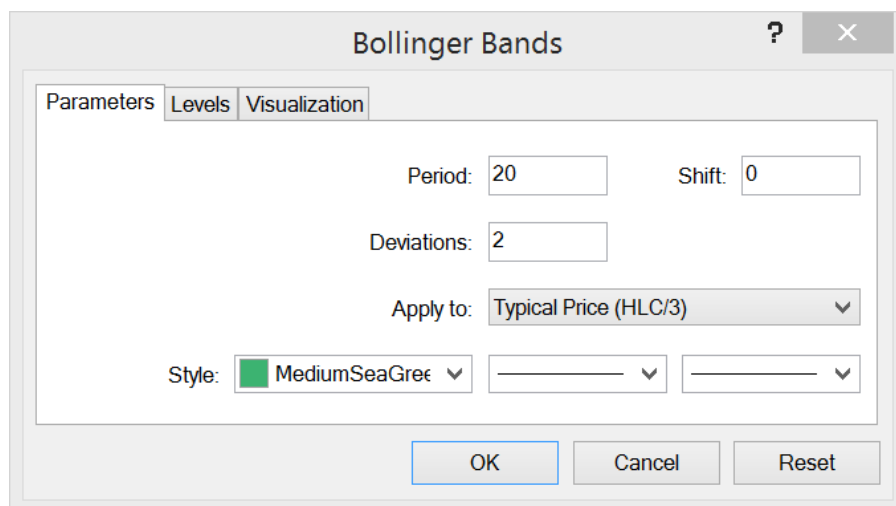 Bollinger Bands ?
Parameters Levels Visualization
Period: 20 Shift: 0
Deviations: 2
Apply to: Typical Price (HLC/3)
Style: MediumSeaGree
OK Cancel Reset